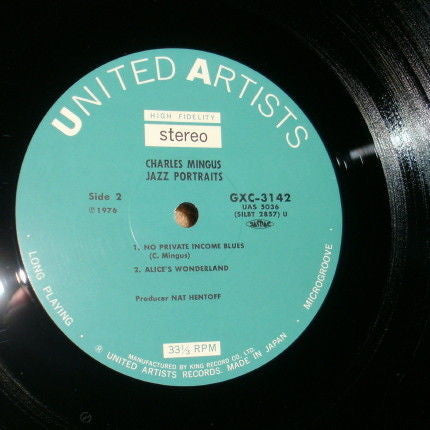 UNITED ARTISTS
HIGH FIDELITY
stereo
CHARLES MINGUS
JAZZ PORTRAITS
Side 2
GXC-3142
℗1976
UAS 5036
(SILBT 2857) U
JASRAC
1. NO PRIVATE INCOME BLUES
(C. Mingus)
2. ALICE'S WONDERLAND
Producer NAT HENTOFF
33⅓ RPM
· LONG PLAYING ·
· MICROGROOVE ·
MANUFACTURED BY KING RECORD CO. LTD.
® UNITED ARTISTS RECORDS. MADE IN JAPAN